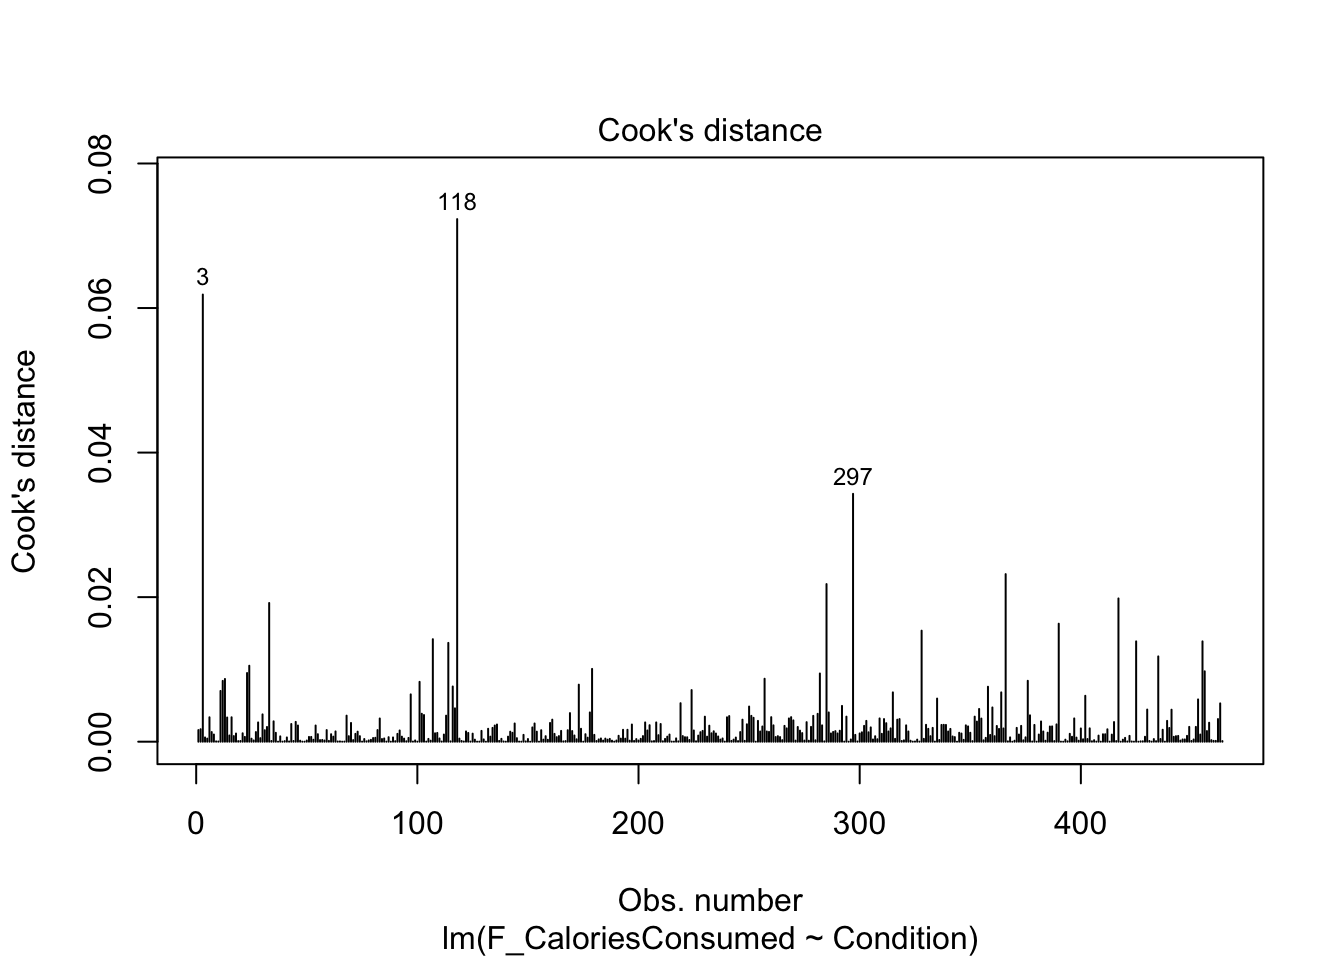 Cook's distance
0.08
0.06
0.04
0.02
0.00
Cook's distance
3
118
297
0 100 200 300 400
Obs. number
lm(F_CaloriesConsumed ~ Condition)